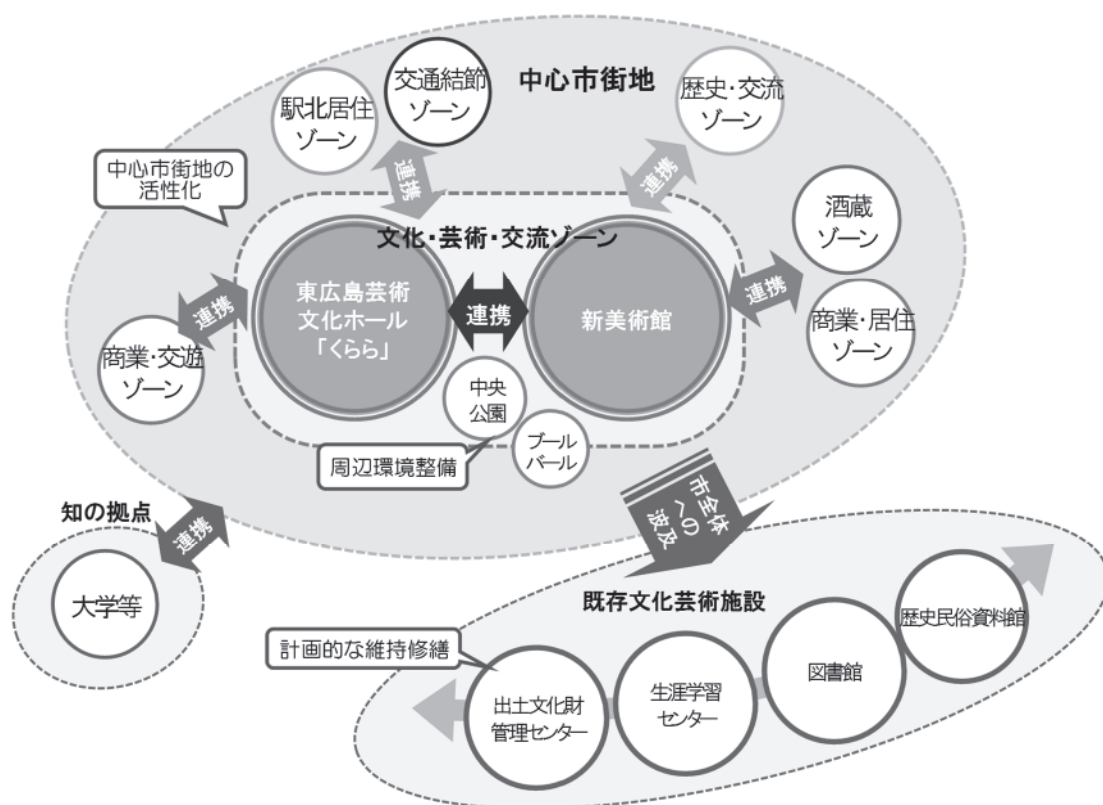 中心市街地
交通結節
ゾーン
駅北居住
ゾーン
歴史・交流
ゾーン
中心市街地の
活性化
連携
連携
酒蔵
ゾーン
文化・芸術・交流ゾーン
東広島芸術
文化ホール
「くらら」
連携
新美術館
連携
連携
商業・居住
ゾーン
商業・交遊
ゾーン
中央
公園
ブール
バール
周辺環境整備
市全体
への
波及
知の拠点
連携
大学等
既存文化芸術施設
計画的な維持修繕
歴史民俗資料館
図書館
生涯学習
センター
出土文化財
管理センター